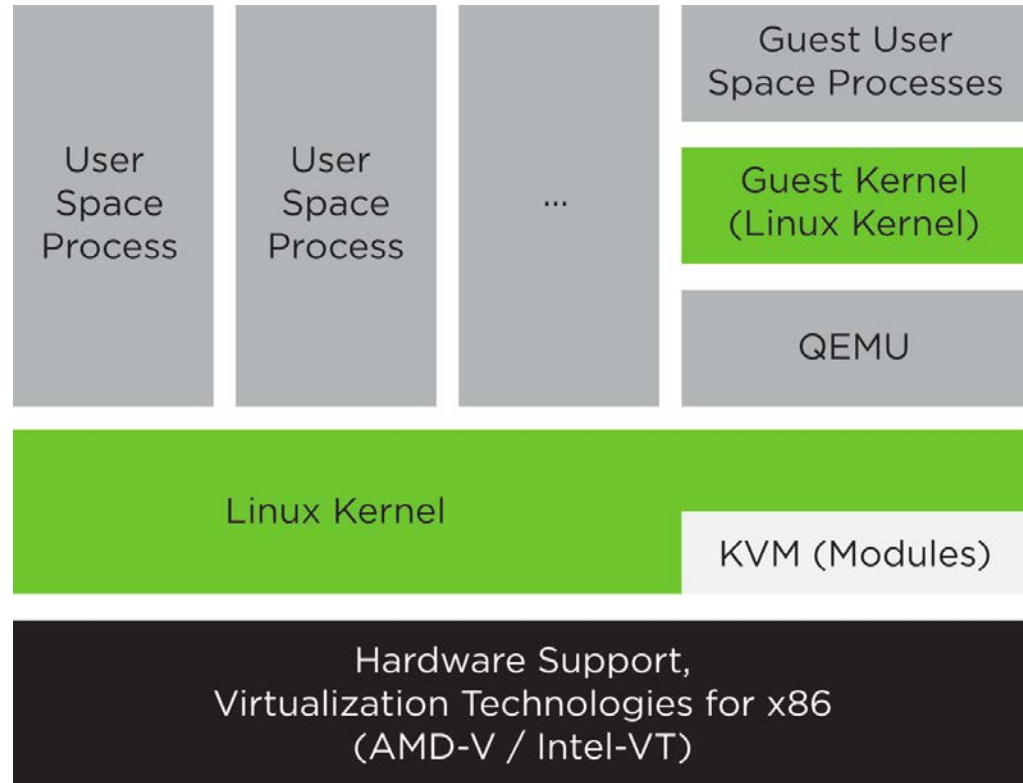 User
Space
Process
User
Space
Process
...
Guest User
Space Processes
Guest Kernel
(Linux Kernel)
QEMU
Linux Kernel
KVM (Modules)
Hardware Support,
Virtualization Technologies for x86
(AMD-V / Intel-VT)